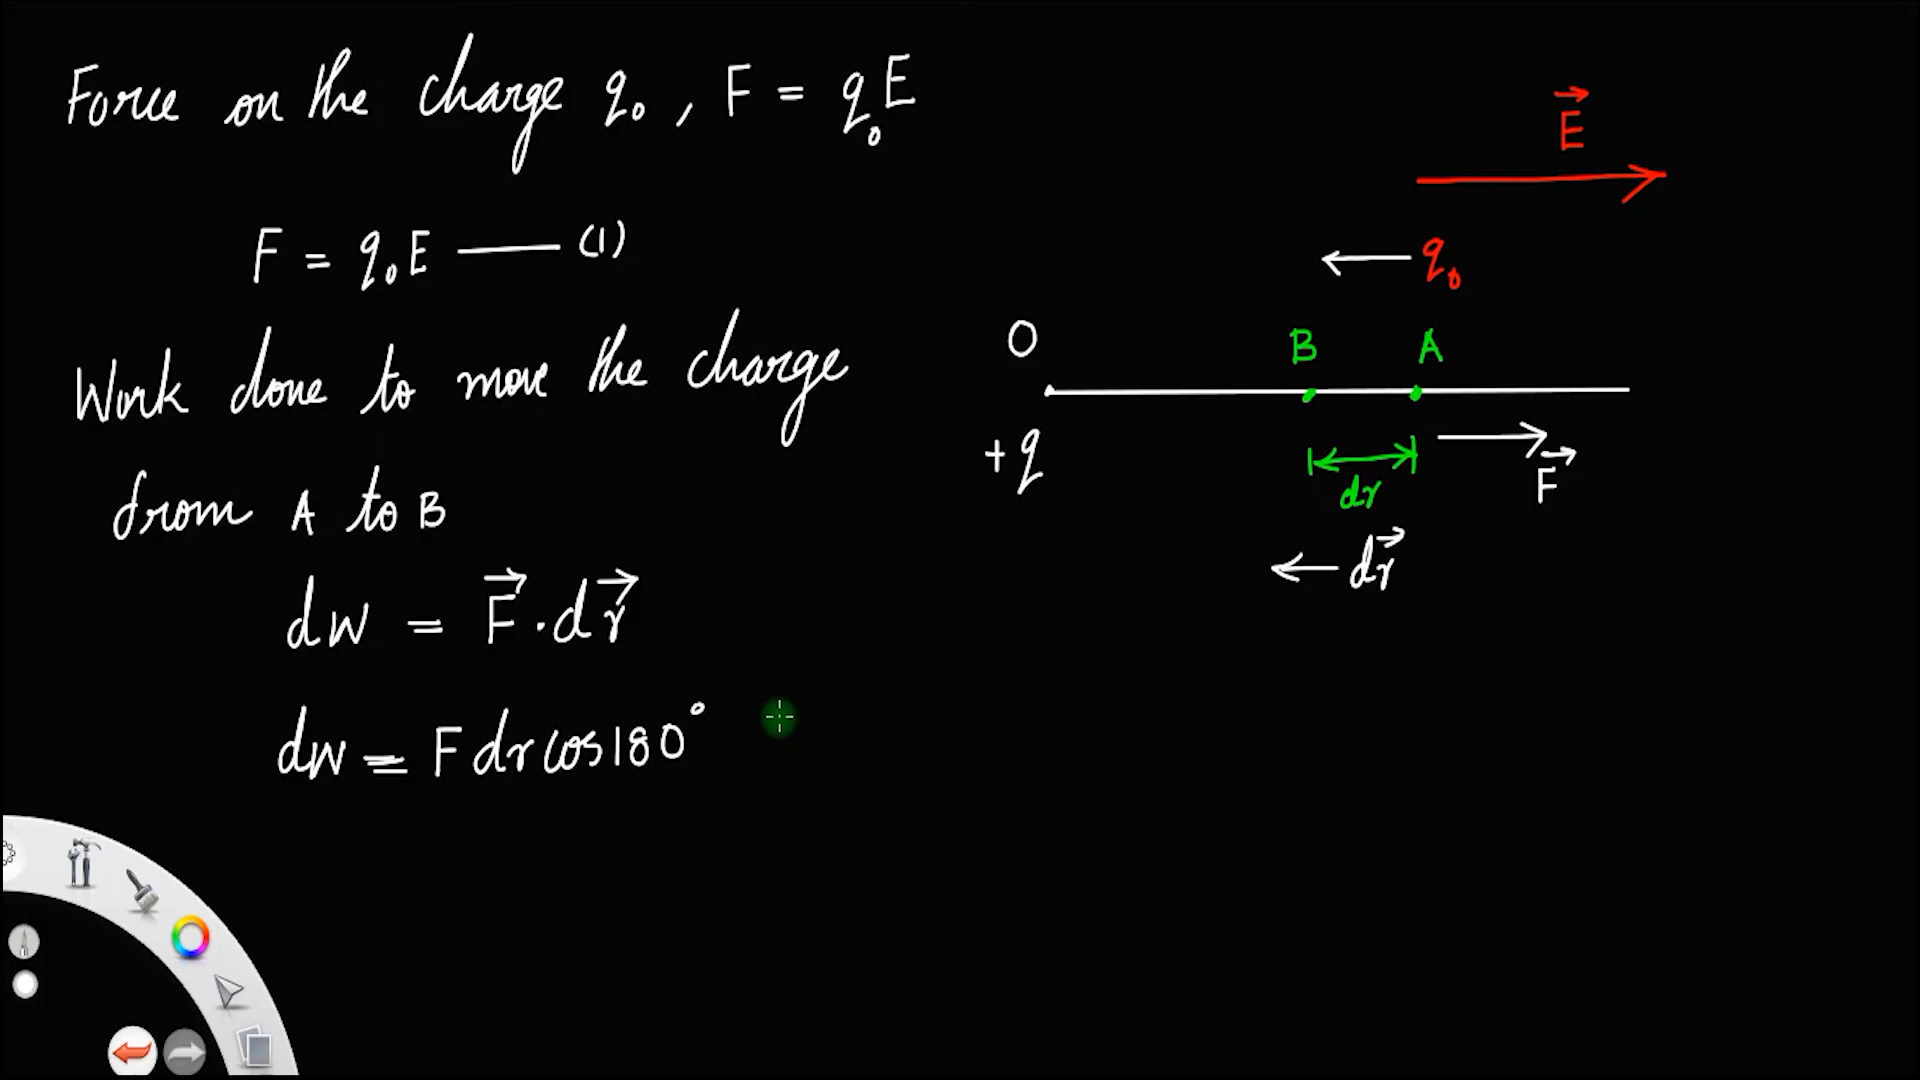 Force on the charge q₀ , F = q₀E
F = q₀E —— (1)
Work done to move the charge
from A to B
dW = F⃗ . dr⃗
dW = F dr cos180°
E⃗
q₀
O
B A
+q
F⃗
dr
dr⃗